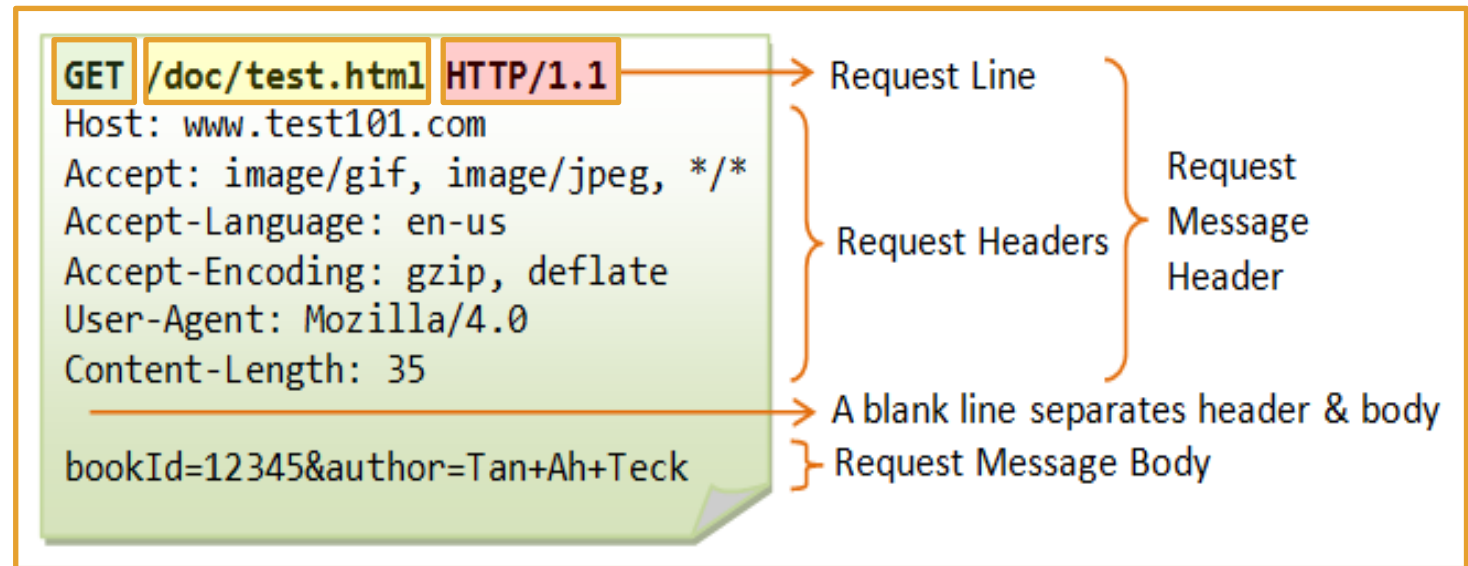 GET /doc/test.html HTTP/1.1
Request Line
Host: www.test101.com
Accept: image/gif, image/jpeg, */*
Accept-Language: en-us
Accept-Encoding: gzip, deflate
User-Agent: Mozilla/4.0
Content-Length: 35
Request Headers
Request
Message
Header
A blank line separates header & body
bookId=12345&author=Tan+Ah+Teck
Request Message Body